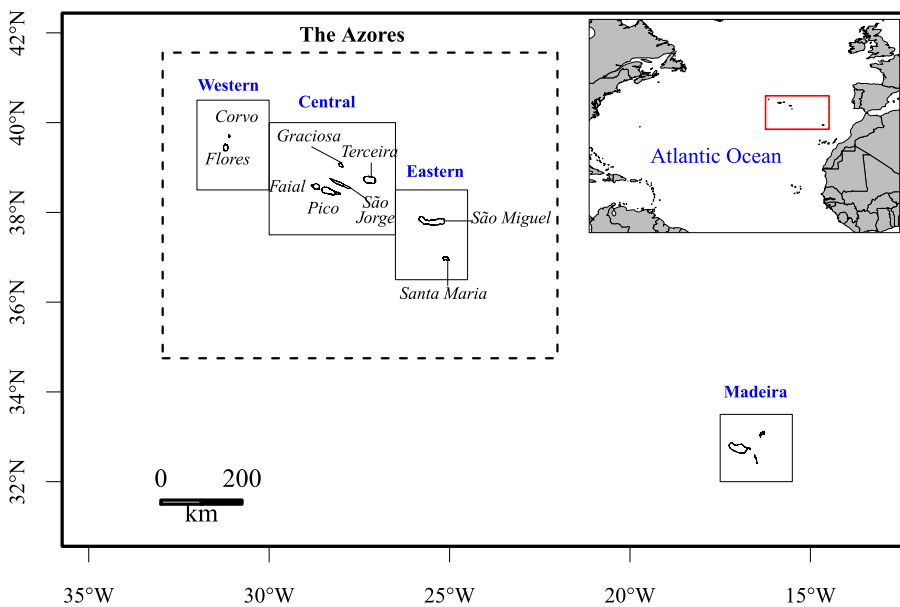 The Azores
Western
Central
Corvo
Graciosa
Terceira
Flores
Eastern
Faial
Pico
São
Jorge
São Miguel
Santa Maria
Atlantic Ocean
Madeira
0 200
km
42°N
40°N
38°N
36°N
34°N
32°N
35°W 30°W 25°W 20°W 15°W